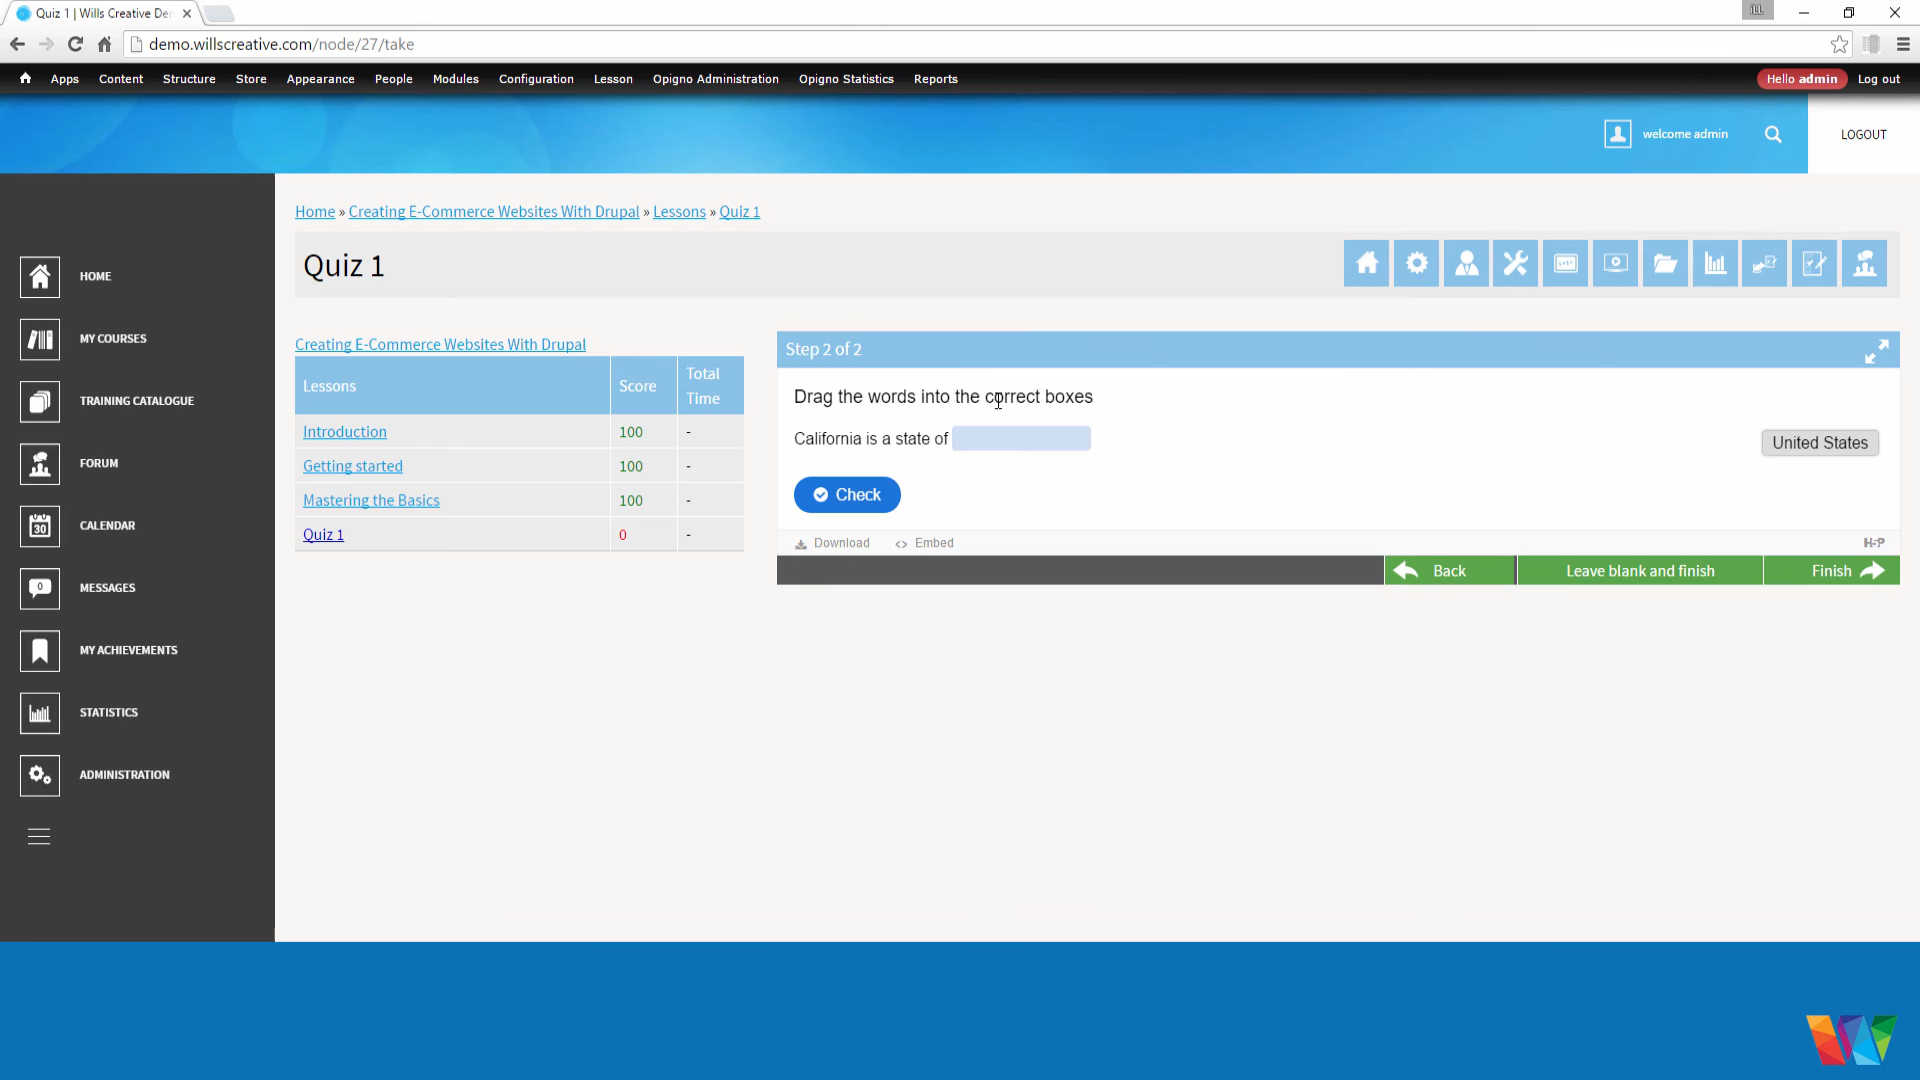 Quiz 1 | Wills Creative De
demo.willscreative.com/node/27/take
Apps Content Structure Store Appearance People Modules Configuration Lesson Opigno Administration Opigno Statistics Reports Hello admin Log out
welcome admin LOGOUT
Home » Creating E-Commerce Websites With Drupal » Lessons » Quiz 1
Quiz 1
HOME
MY COURSES
TRAINING CATALOGUE
FORUM
30
CALENDAR
0
MESSAGES
MY ACHIEVEMENTS
STATISTICS
ADMINISTRATION
Creating E-Commerce Websites With Drupal
Lessons Score Total Time
Introduction 100 -
Getting started 100 -
Mastering the Basics 100 -
Quiz 1 0 -
Step 2 of 2
Drag the words into the correct boxes
California is a state of
United States
Check
Download <> Embed H-P
Back Leave blank and finish Finish